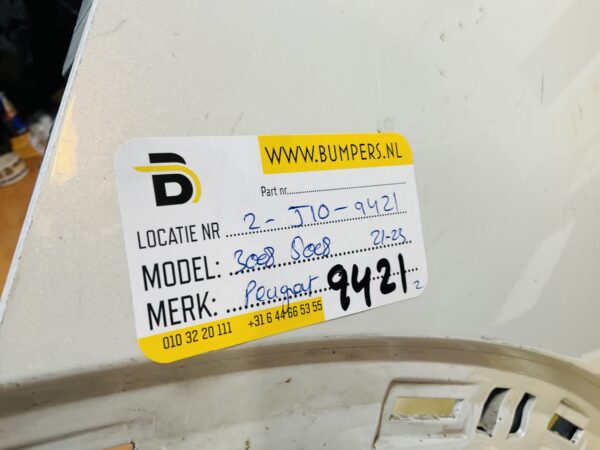 WWW.BUMPERS.NL
B
Part nr.
LOCATIE NR 2- J10-9421
MODEL: 3008 5008 21-23
MERK: Peugeot 9421 2
010 32 20 111 +31 6 44 66 53 55